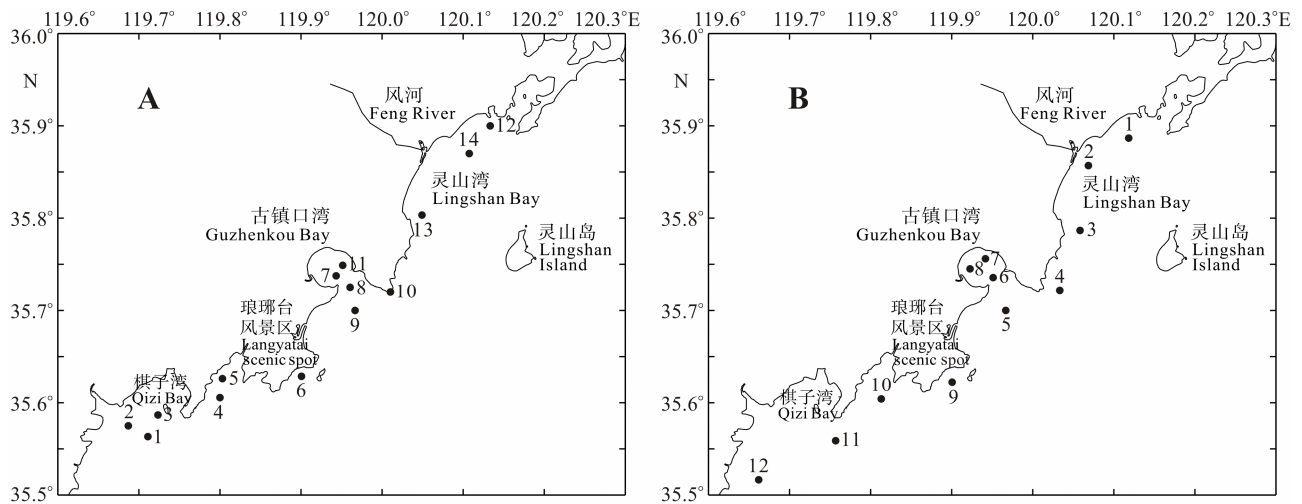 119.6° 119.7° 119.8° 119.9° 120.0° 120.1° 120.2° 120.3°E
36.0°
N
A
风河
Feng River
35.9°
12
14
灵山湾
Lingshan Bay
35.8°
古镇口湾
Guzhenkou Bay
13
灵山岛
Lingshan
Island
11
7
8
10
琅琊台
35.7°
风景区
9
Langyatai
scenic spot
棋子湾
5
6
Qizi Bay
35.6°
2
3
4
1
35.5°
119.6° 119.7° 119.8° 119.9° 120.0° 120.1° 120.2° 120.3°E
36.0°
N
B
风河
Feng River
35.9°
1
2
灵山湾
Lingshan Bay
35.8°
古镇口湾
Guzhenkou Bay
3
灵山岛
Lingshan
Island
7
8
6
4
琅琊台
35.7°
风景区
5
Langyatai
scenic spot
10
棋子湾
9
Qizi Bay
35.6°
11
12
35.5°